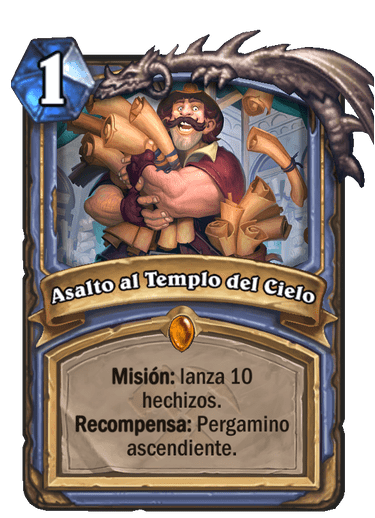 1
Asalto al Templo del Cielo
Misión: lanza 10
hechizos.
Recompensa: Pergamino
ascendiente.